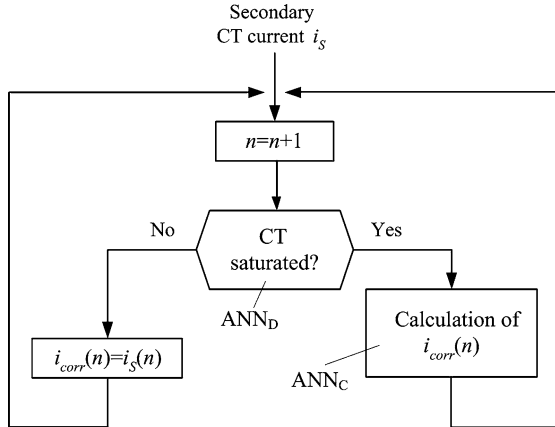 Secondary
CT current i_S
n=n+1
No
CT
saturated?
Yes
ANN_D
i_corr(n)=i_S(n)
Calculation of
i_corr(n)
ANN_C